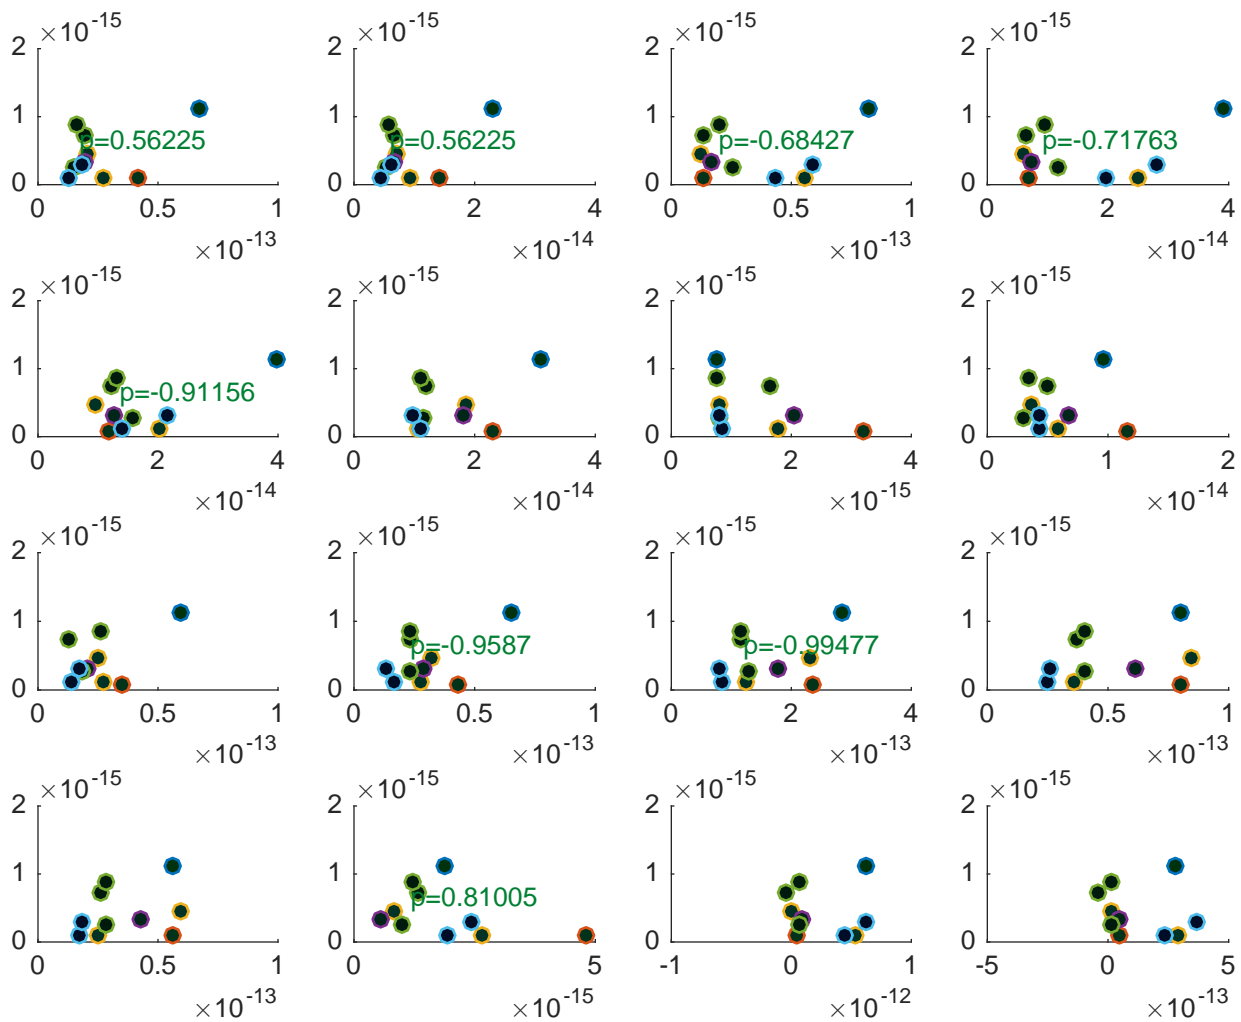 ×10-15 ×10-15 ×10-15 ×10-15
2 2 2 2
1 1 1 1
p=0.56225 p=0.56225 p=-0.68427 p=-0.71763
0 0 0 0
0 0.5 1 0 2 4 0 0.5 1 0 2 4
×10-13 ×10-14 ×10-13 ×10-14
×10-15 ×10-15 ×10-15 ×10-15
2 2 2 2
1 1 1 1
p=-0.91156
0 0 0 0
0 2 4 0 2 4 0 2 4 0 1 2
×10-14 ×10-14 ×10-15 ×10-14
×10-15 ×10-15 ×10-15 ×10-15
2 2 2 2
1 1 1 1
p=-0.9587 p=-0.99477
0 0 0 0
0 0.5 1 0 0.5 1 0 2 4 0 0.5 1
×10-13 ×10-13 ×10-13 ×10-13
×10-15 ×10-15 ×10-15 ×10-15
2 2 2 2
1 1 1 1
p=0.81005
0 0 0 0
0 0.5 1 0 5 -1 0 1 -5 0 5
×10-13 ×10-15 ×10-12 ×10-13